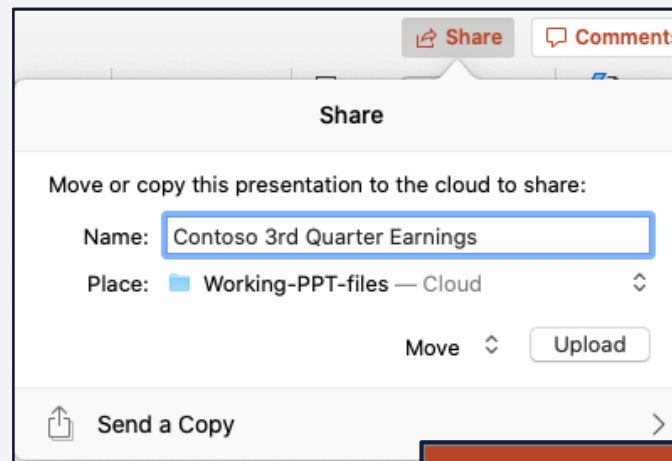 Share Comments
Share
Move or copy this presentation to the cloud to share:
Name: Contoso 3rd Quarter Earnings
Place: Working-PPT-files — Cloud
Move Upload
Send a Copy